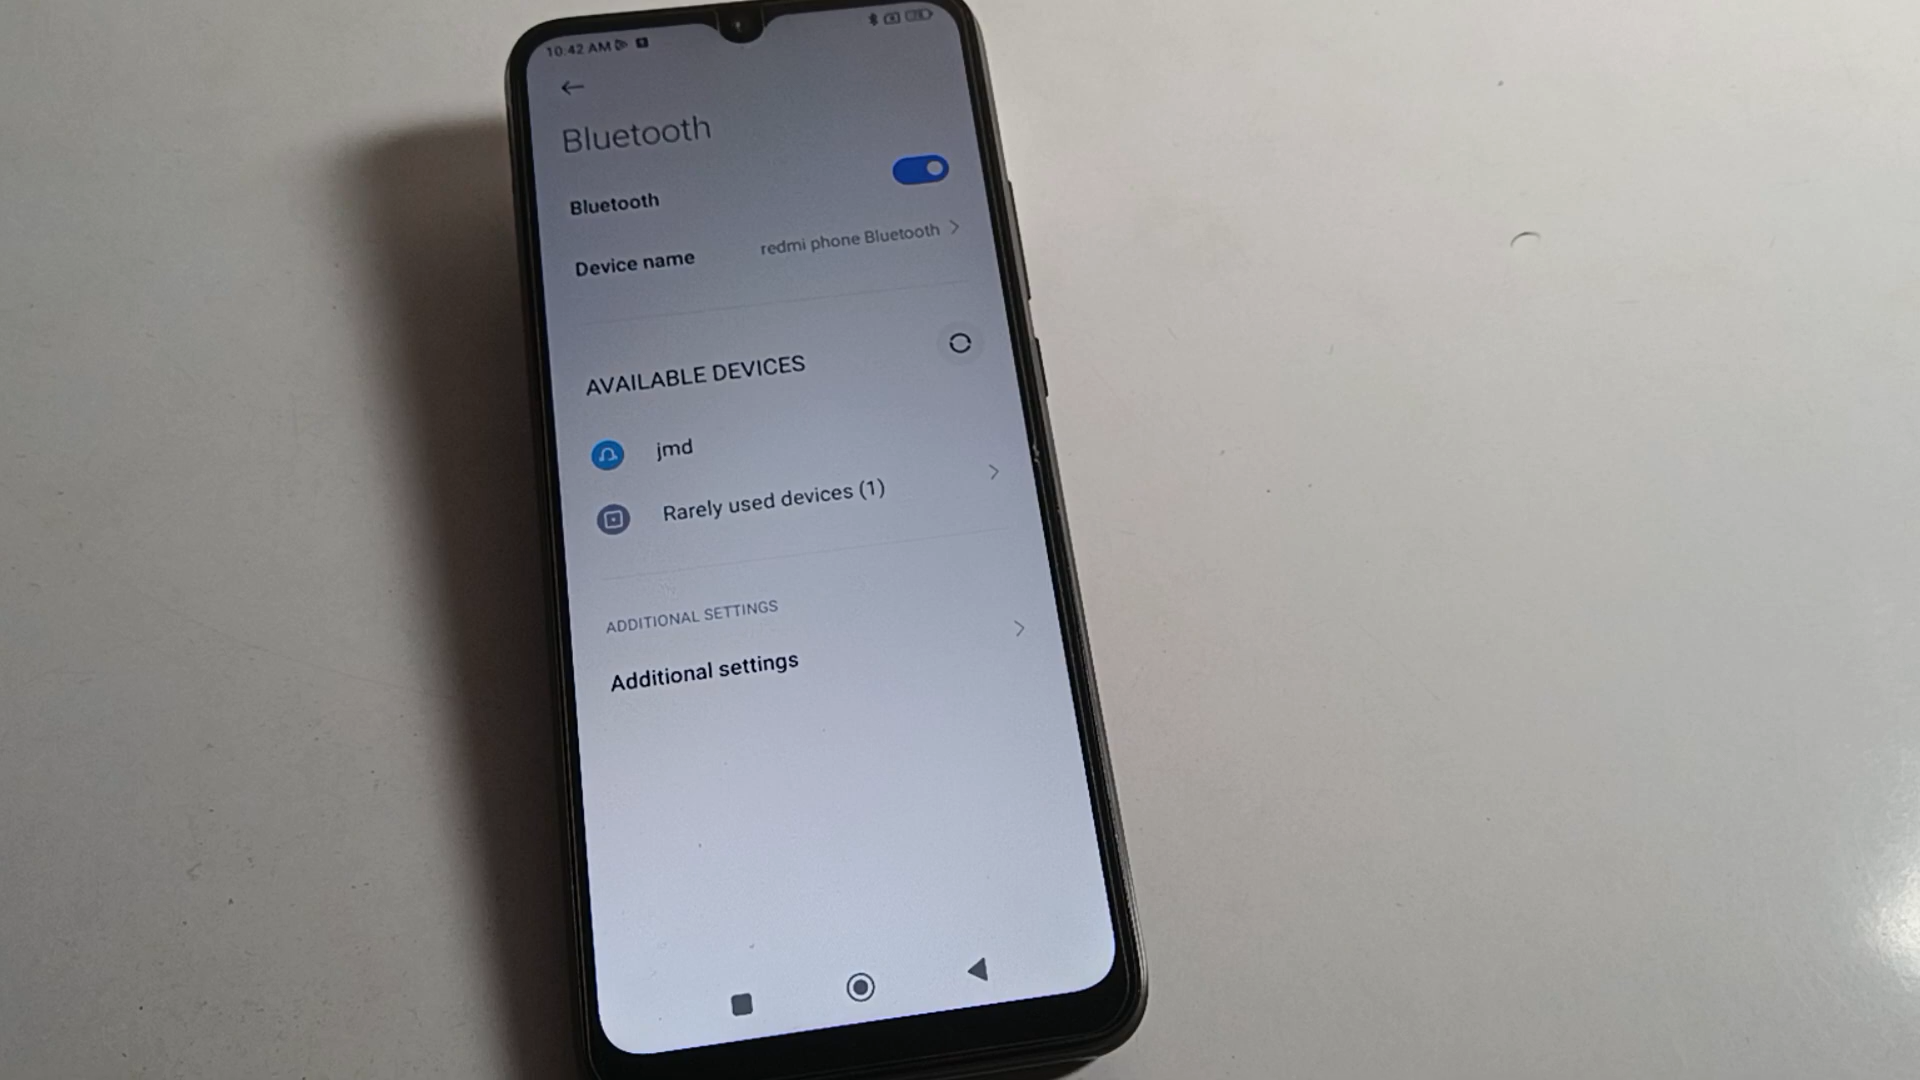 10:42 AM
Bluetooth
Bluetooth
Device name
redmi phone Bluetooth
AVAILABLE DEVICES
jmd
Rarely used devices (1)
ADDITIONAL SETTINGS
Additional settings